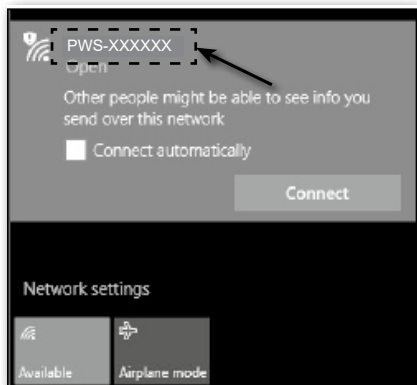 PWS-XXXXXX
Open
Other people might be able to see info you
send over this network
Connect automatically
Connect
Network settings
Available
Airplane mode